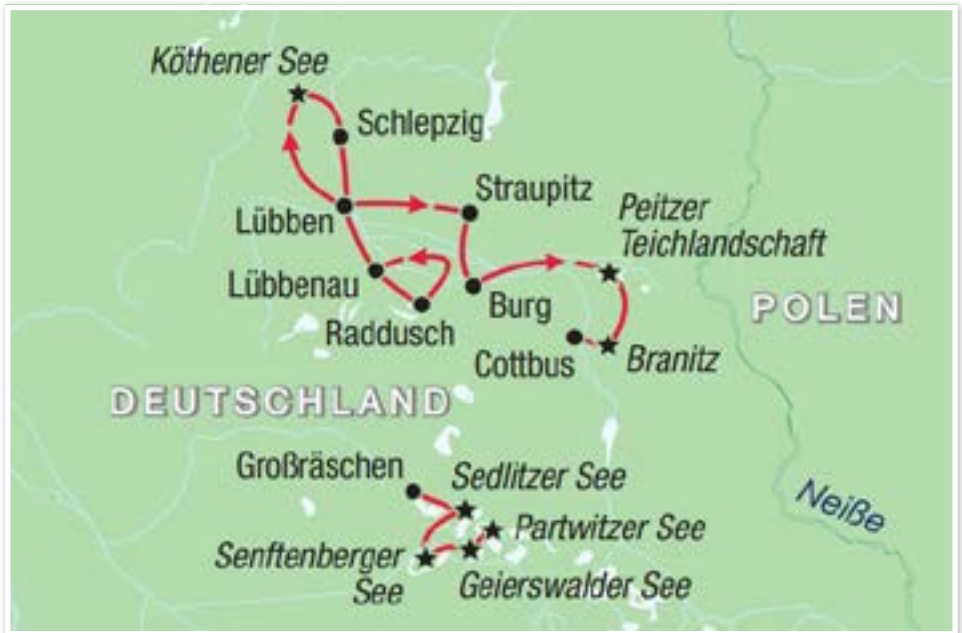 Köthener See
Schlepzig
Straupitz
Lübben
Peitzer
Teichlandschaft
Lübbenau
Burg
POLEN
Raddusch
Cottbus
Branitz
DEUTSCHLAND
Großräschen
Sedlitzer See
Neiße
Partwitzer See
Senftenberger
See
Geierswalder See